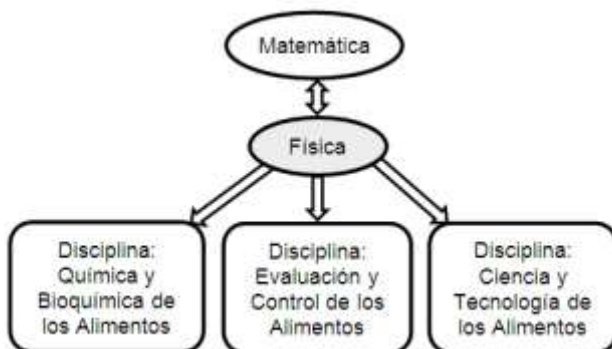 Matemática
Física
Disciplina:
Química y
Bioquímica de
los Alimentos
Disciplina:
Evaluación y
Control de los
Alimentos
Disciplina:
Ciencia y
Tecnología de
los Alimentos